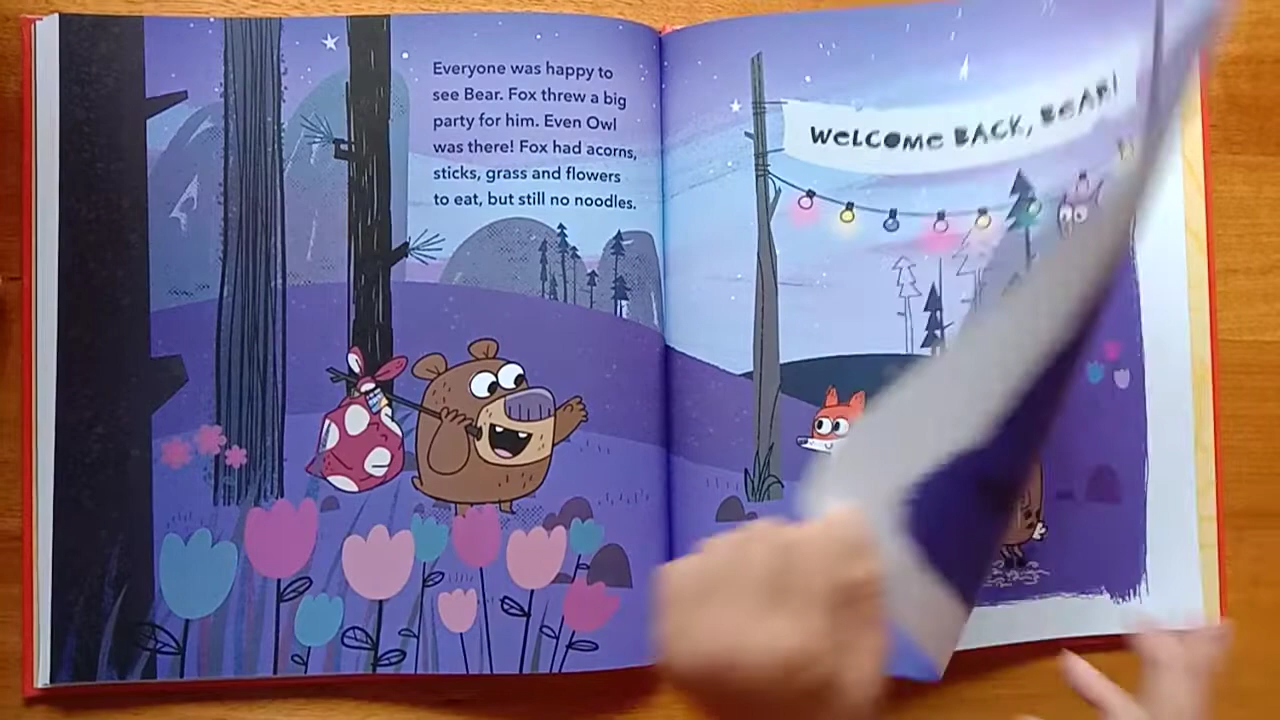 Everyone was happy to
see Bear. Fox threw a big
party for him. Even Owl
was there! Fox had acorns,
sticks, grass and flowers
to eat, but still no noodles.
WELCOME BACK, BEAR!